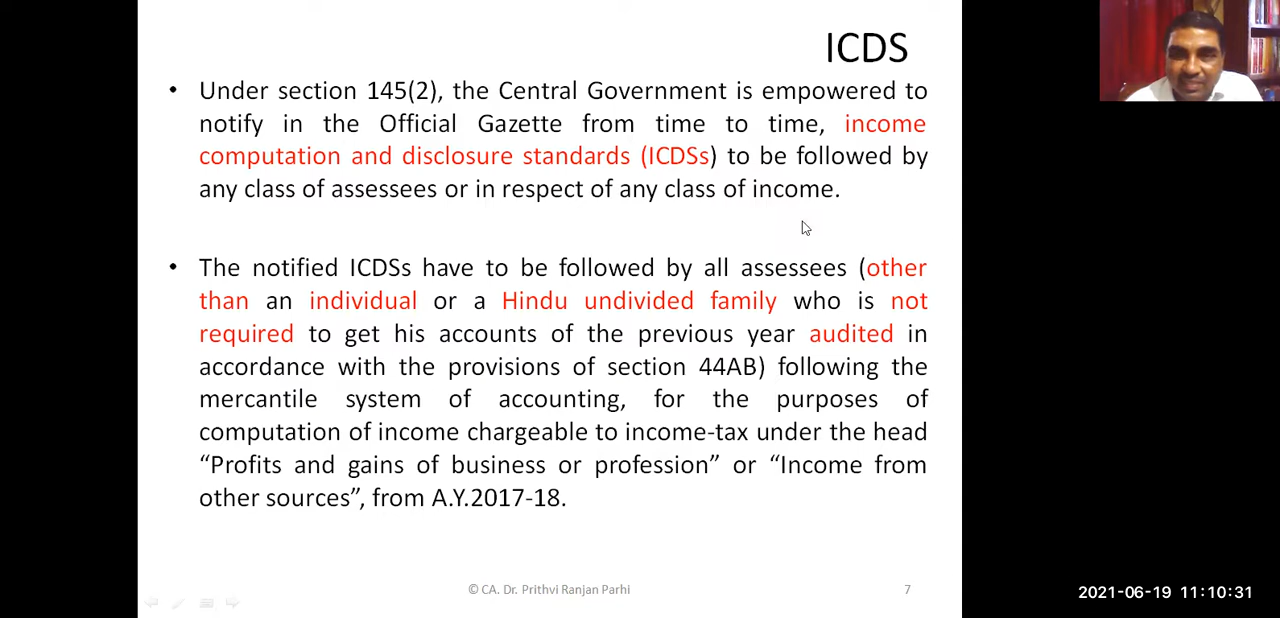 ICDS
• Under section 145(2), the Central Government is empowered to
notify in the Official Gazette from time to time, income
computation and disclosure standards (ICDSs) to be followed by
any class of assessees or in respect of any class of income.
• The notified ICDSs have to be followed by all assessees (other
than an individual or a Hindu undivided family who is not
required to get his accounts of the previous year audited in
accordance with the provisions of section 44AB) following the
mercantile system of accounting, for the purposes of
computation of income chargeable to income-tax under the head
“Profits and gains of business or profession” or “Income from
other sources”, from A.Y.2017-18.
© CA. Dr. Prithvi Ranjan Parhi
7
2021-06-19 11:10:31